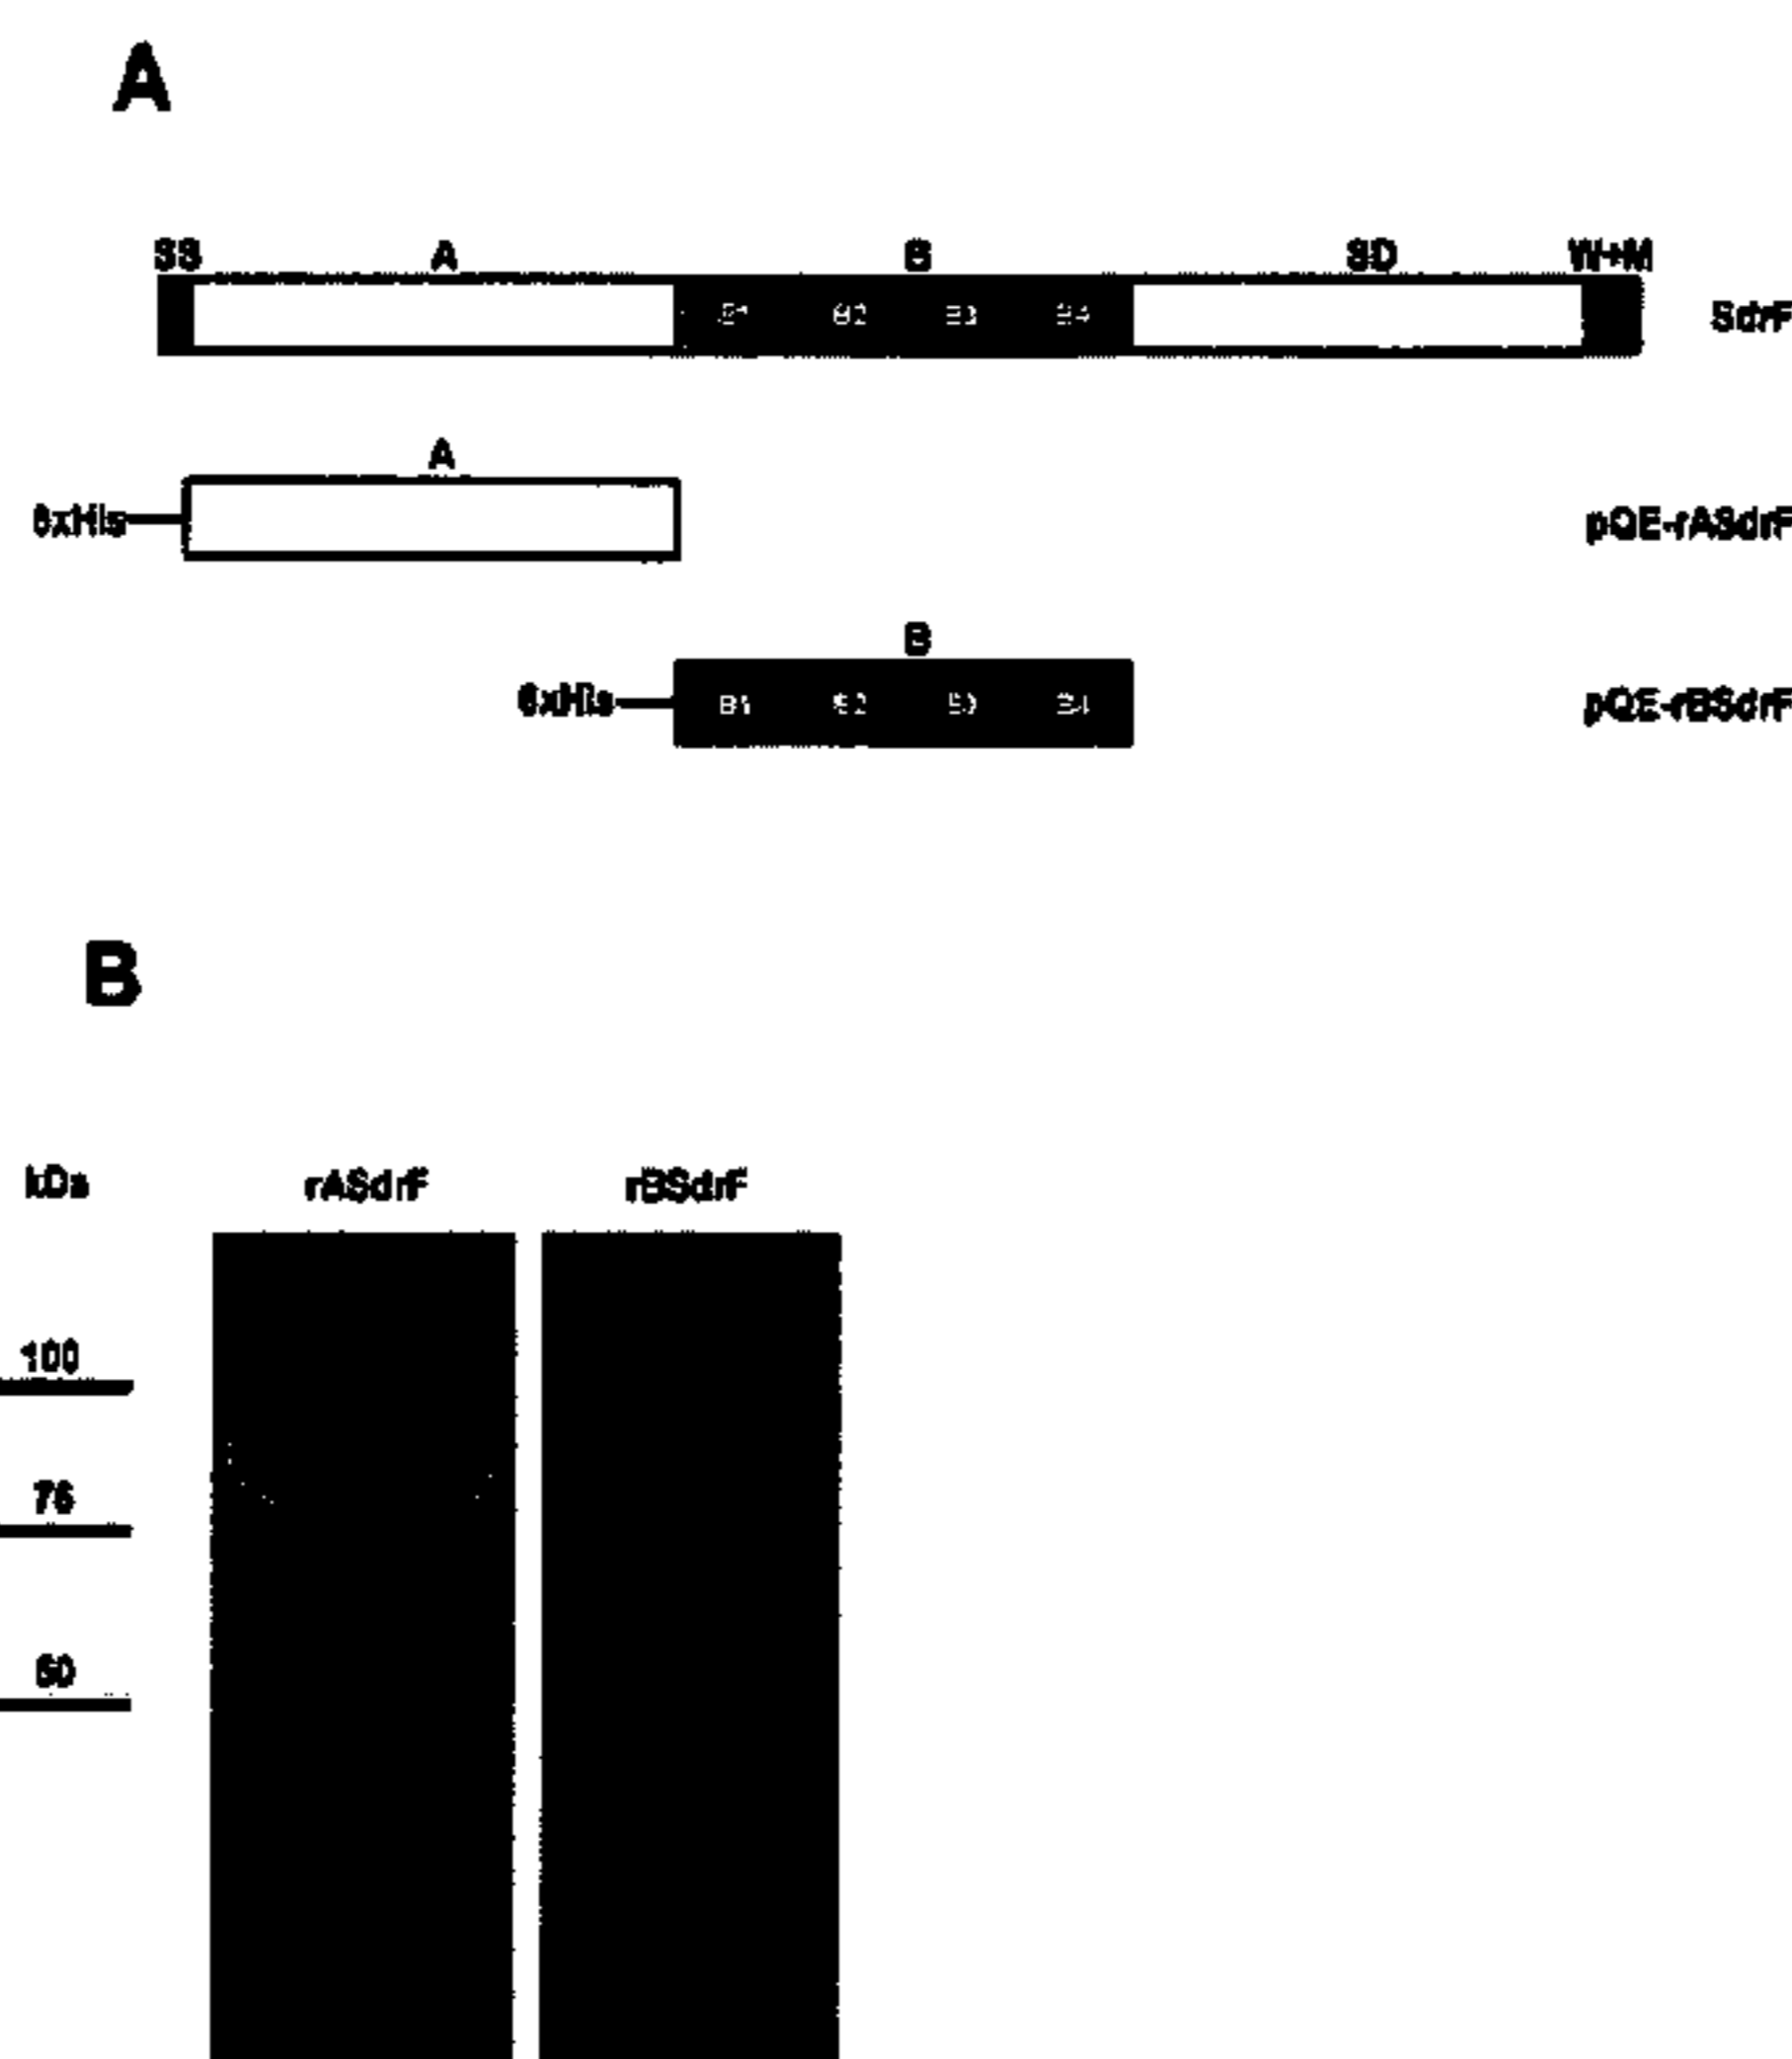 A
SS A B SD W+M
B2 B3 B4 SdrF
A
6xHis pQE-rASdrF
B
6xHis B1 B2 B3 B4 pQE-rBSdrF
B
kDa rASdrF rBSdrF
100
75
50